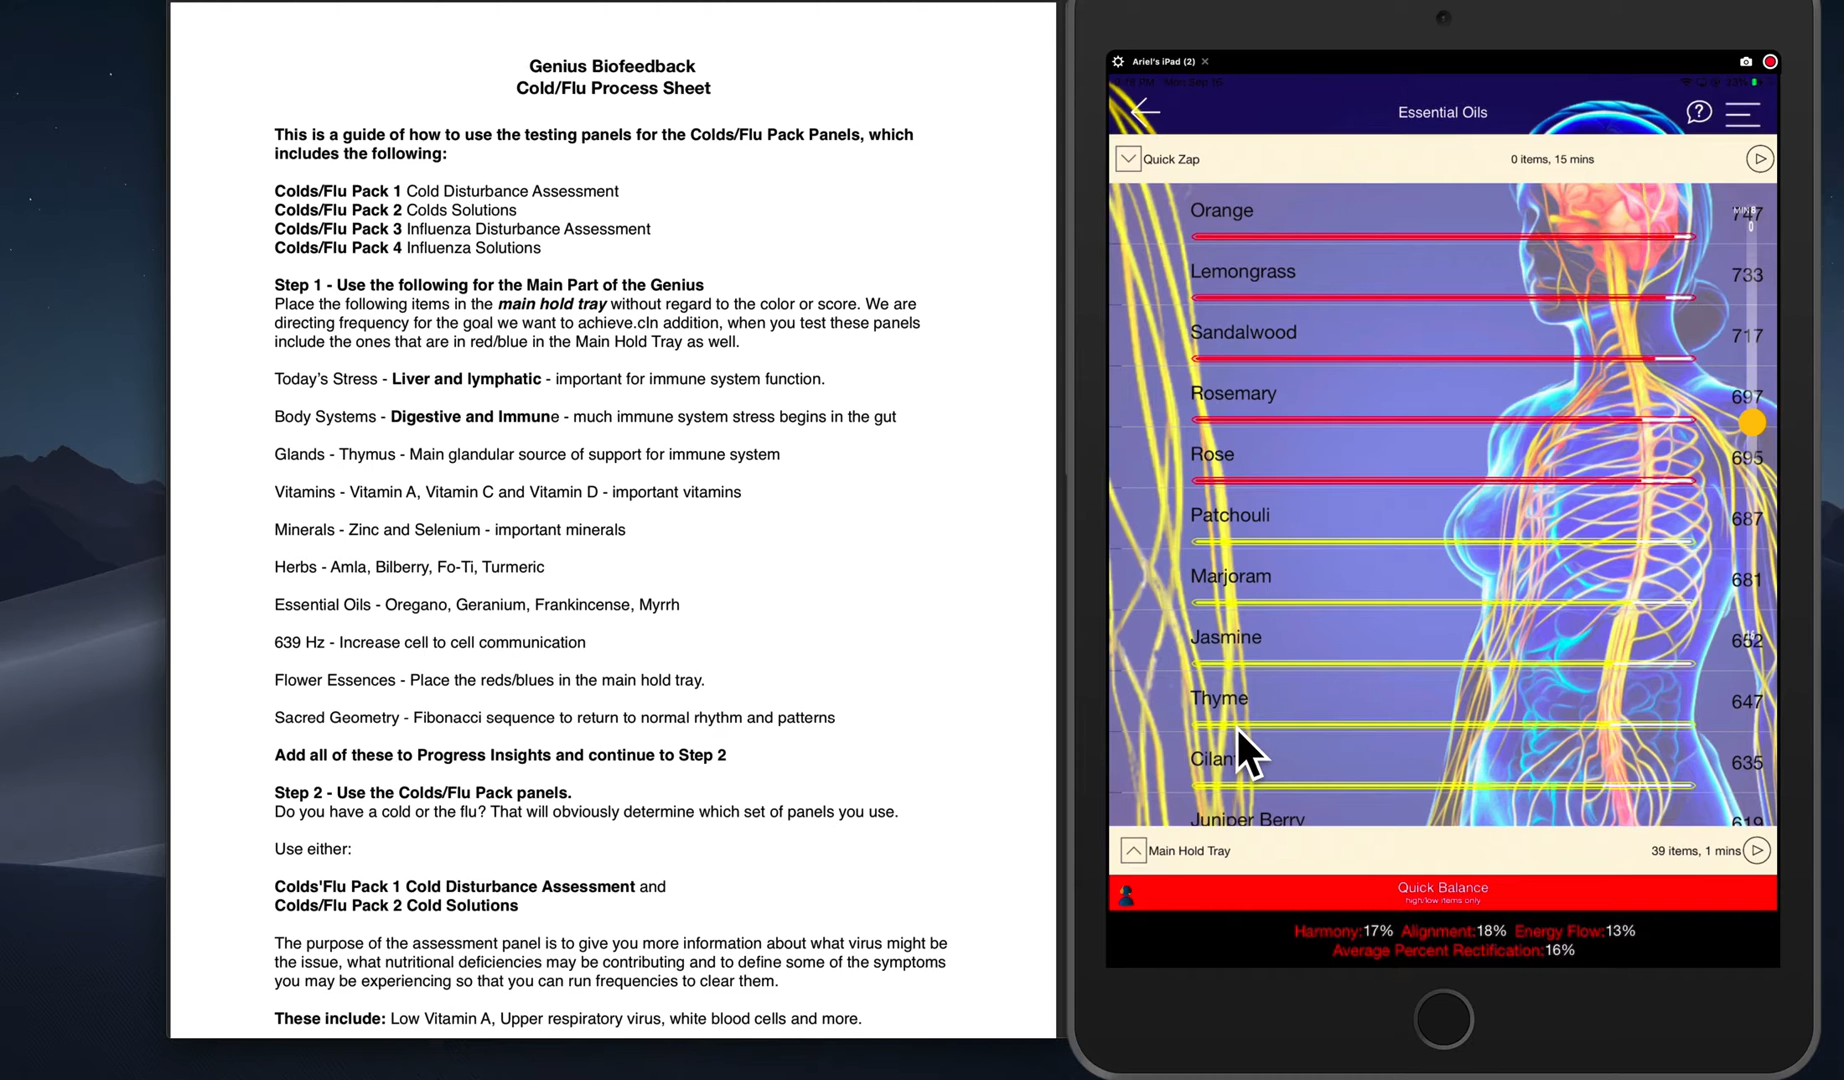 Genius Biofeedback
Cold/Flu Process Sheet
This is a guide of how to use the testing panels for the Colds/Flu Pack Panels, which
includes the following:
Colds/Flu Pack 1 Cold Disturbance Assessment
Colds/Flu Pack 2 Colds Solutions
Colds/Flu Pack 3 Influenza Disturbance Assessment
Colds/Flu Pack 4 Influenza Solutions
Step 1 - Use the following for the Main Part of the Genius
Place the following items in the main hold tray without regard to the color or score. We are
directing frequency for the goal we want to achieve.cIn addition, when you test these panels
include the ones that are in red/blue in the Main Hold Tray as well.
Today's Stress - Liver and lymphatic - important for immune system function.
Body Systems - Digestive and Immune - much immune system stress begins in the gut
Glands - Thymus - Main glandular source of support for immune system
Vitamins - Vitamin A, Vitamin C and Vitamin D - important vitamins
Minerals - Zinc and Selenium - important minerals
Herbs - Amla, Bilberry, Fo-Ti, Turmeric
Essential Oils - Oregano, Geranium, Frankincense, Myrrh
639 Hz - Increase cell to cell communication
Flower Essences - Place the reds/blues in the main hold tray.
Sacred Geometry - Fibonacci sequence to return to normal rhythm and patterns
Add all of these to Progress Insights and continue to Step 2
Step 2 - Use the Colds/Flu Pack panels.
Do you have a cold or the flu? That will obviously determine which set of panels you use.
Use either:
Colds'Flu Pack 1 Cold Disturbance Assessment and
Colds/Flu Pack 2 Cold Solutions
The purpose of the assessment panel is to give you more information about what virus might be
the issue, what nutritional deficiencies may be contributing and to define some of the symptoms
you may be experiencing so that you can run frequencies to clear them.
These include: Low Vitamin A, Upper respiratory virus, white blood cells and more.
Ariel's iPad (2)
Essential Oils
Quick Zap 0 items, 15 mins
Orange 747
Lemongrass 733
Sandalwood 717
Rosemary 697
Rose 695
Patchouli 687
Marjoram 681
Jasmine 652
Thyme 647
635
Juniper Berry 619
Main Hold Tray 39 items, 1 mins
Quick Balance
high/low items only
Harmony:17% Alignment:18% Energy Flow:13%
Average Percent Rectification:16%